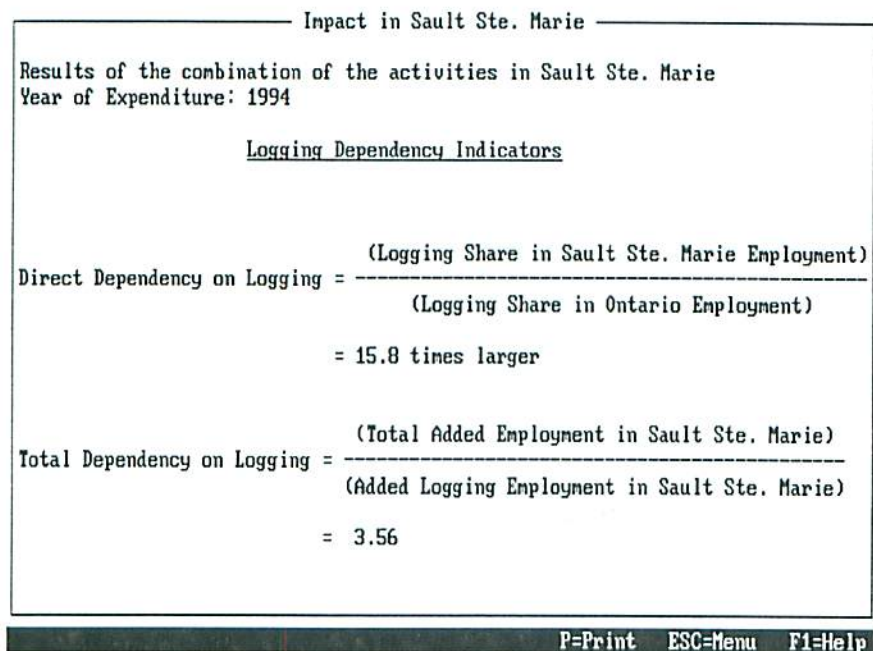 Impact in Sault Ste. Marie
Results of the combination of the activities in Sault Ste. Marie
Year of Expenditure: 1994
Logging Dependency Indicators
(Logging Share in Sault Ste. Marie Employment)
Direct Dependency on Logging = -----------------------------------------------
(Logging Share in Ontario Employment)
= 15.8 times larger
(Total Added Employment in Sault Ste. Marie)
Total Dependency on Logging = ----------------------------------------------
(Added Logging Employment in Sault Ste. Marie)
= 3.56
P=Print ESC=Menu F1=Help